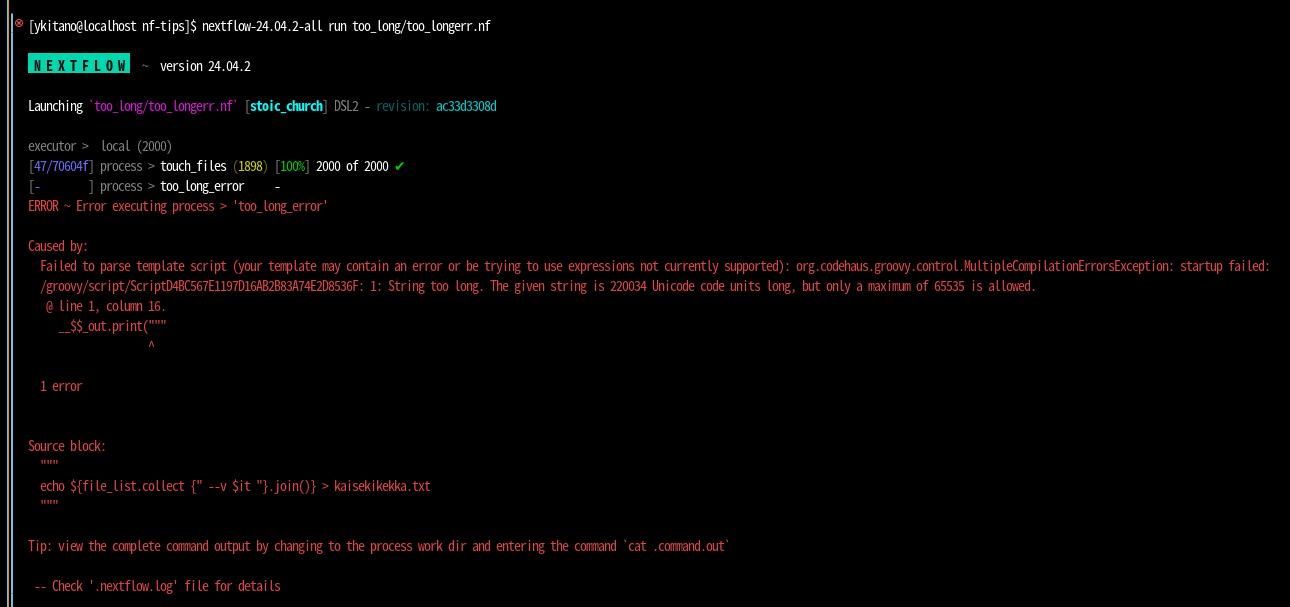 [ykitano@localhost nf-tips]$ nextflow-24.04.2-all run too_long/too_longerr.nf
N E X T F L O W ~ version 24.04.2
Launching `too_long/too_longerr.nf` [stoic_church] DSL2 - revision: ac33d3308d
executor > local (2000)
[47/70604f] process > touch_files (1898) [100%] 2000 of 2000 ✔
[- ] process > too_long_error -
ERROR ~ Error executing process > 'too_long_error'
Caused by:
Failed to parse template script (your template may contain an error or be trying to use expressions not currently supported): org.codehaus.groovy.control.MultipleCompilationErrorsException: startup failed:
/groovy/script/ScriptD4BC567E1197D16AB2B83A74E2D8536F: 1: String too long. The given string is 220034 Unicode code units long, but only a maximum of 65535 is allowed.
@ line 1, column 16.
__$$_out.print("""
^
1 error
Source block:
"""
echo ${file_list.collect {" --v $it "}.join()} > kaisekikekka.txt
"""
Tip: view the complete command output by changing to the process work dir and entering the command `cat .command.out`
-- Check '.nextflow.log' file for details